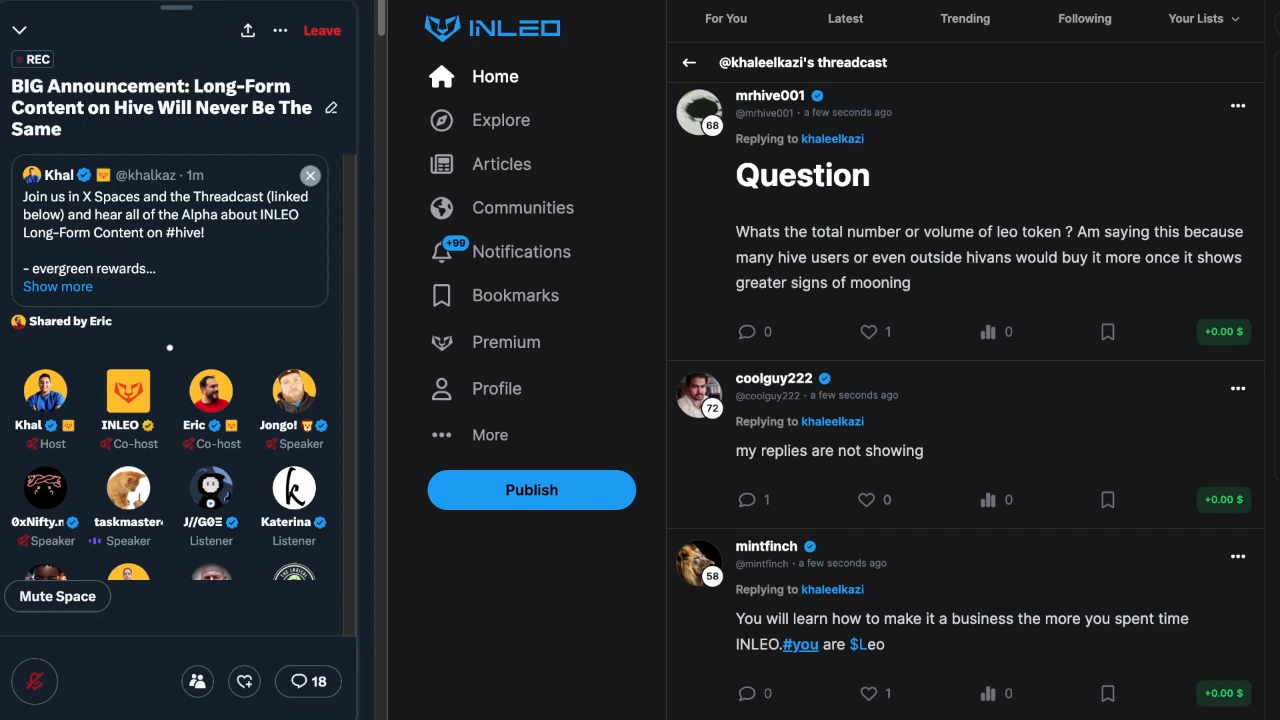 Leave
REC
BIG Announcement: Long-Form
Content on Hive Will Never Be The
Same
Khal @khalkaz · 1m
Join us in X Spaces and the Threadcast (linked
below) and hear all of the Alpha about INLEO
Long-Form Content on #hive!
- evergreen rewards...
Show more
Shared by Eric
Khal
Host
INLEO
Co-host
Eric
Co-host
Jongo!
Speaker
0xNifty.n
Speaker
taskmaster
Speaker
J//G0Ξ
Listener
Katerina
Listener
Mute Space
18
INLEO
Home
Explore
Articles
Communities
+99
Notifications
Bookmarks
Premium
Profile
More
Publish
For You
Latest
Trending
Following
Your Lists
@khaleelkazi's threadcast
mrhive001
68
@mrhive001 · a few seconds ago
Replying to khaleelkazi
Question
Whats the total number or volume of leo token ? Am saying this because
many hive users or even outside hivans would buy it more once it shows
greater signs of mooning
0 1 0 +0.00 $
coolguy222
72
@coolguy222 · a few seconds ago
Replying to khaleelkazi
my replies are not showing
1 0 0 +0.00 $
mintfinch
58
@mintfinch · a few seconds ago
Replying to khaleelkazi
You will learn how to make it a business the more you spent time
INLEO.#you are $Leo
0 1 0 +0.00 $